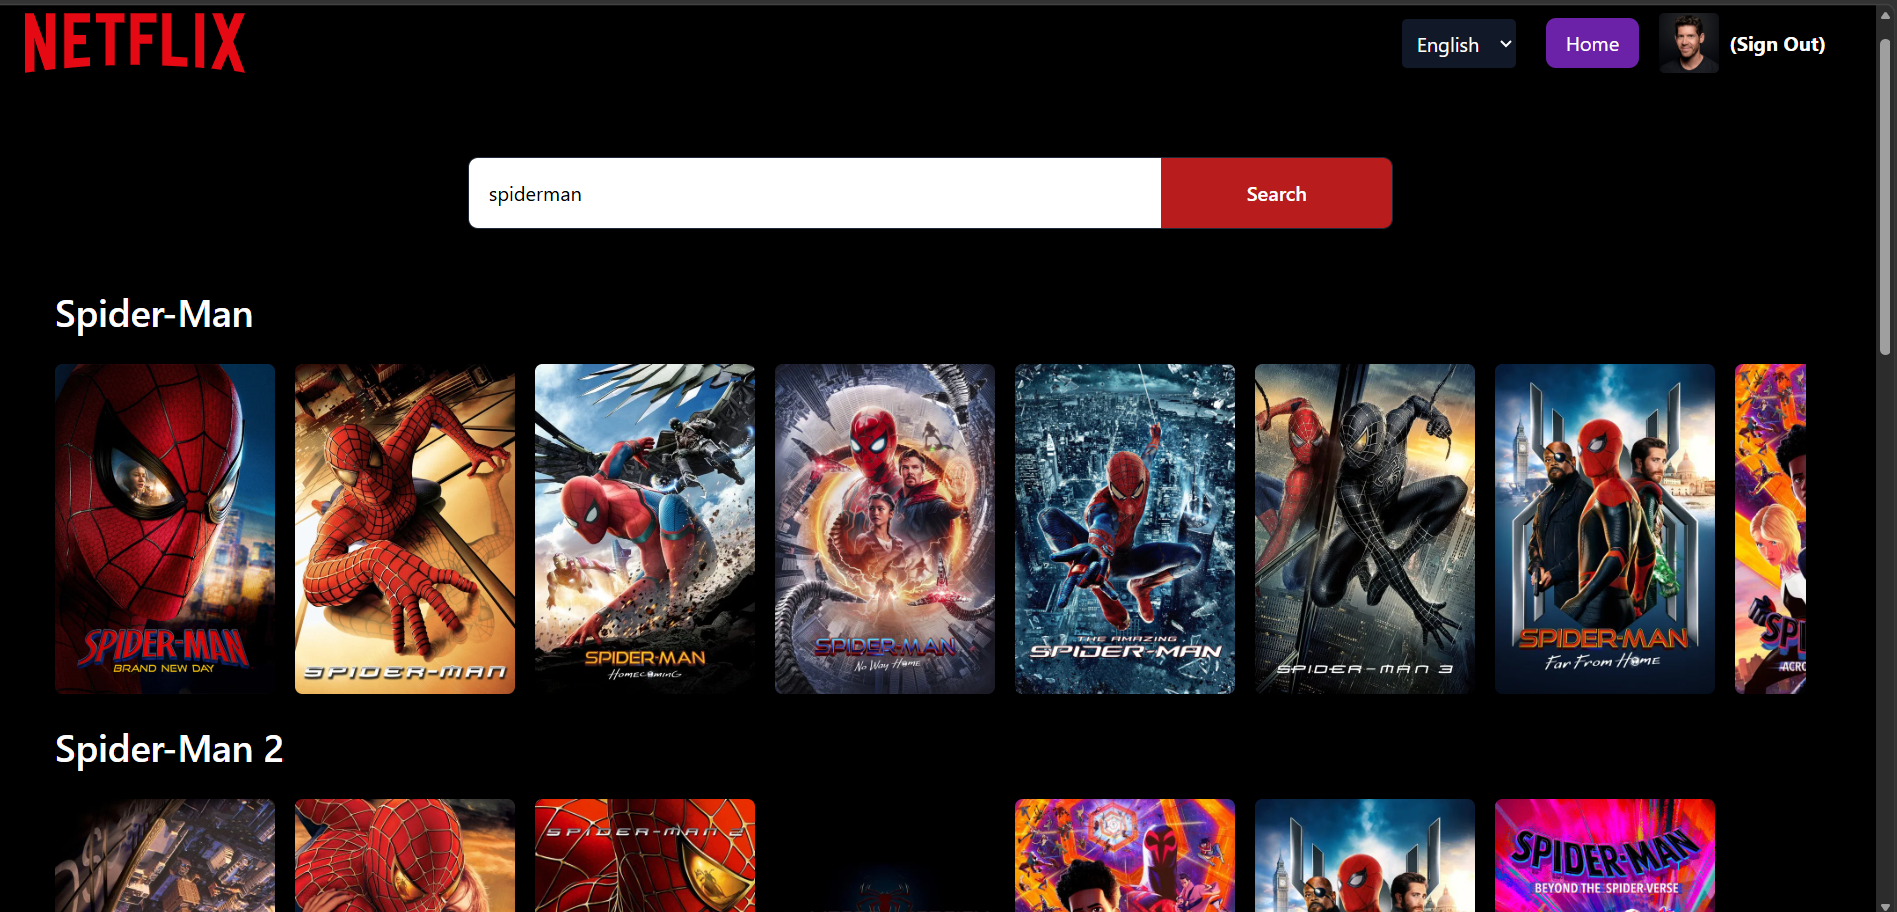 NETFLIX
English
Home
(Sign Out)
spiderman
Search
Spider-Man
SPIDER-MAN
BRAND NEW DAY
SPIDER-MAN
SPIDER-MAN
HOMECOMING
SPIDER-MAN
No Way Home
THE AMAZING
SPIDER-MAN
SPIDER-MAN 3
SPIDER-MAN
Far From Home
SPI
ACRO
Spider-Man 2
SPIDER-MAN 2
SPIDER-MAN
BEYOND THE SPIDER-VERSE